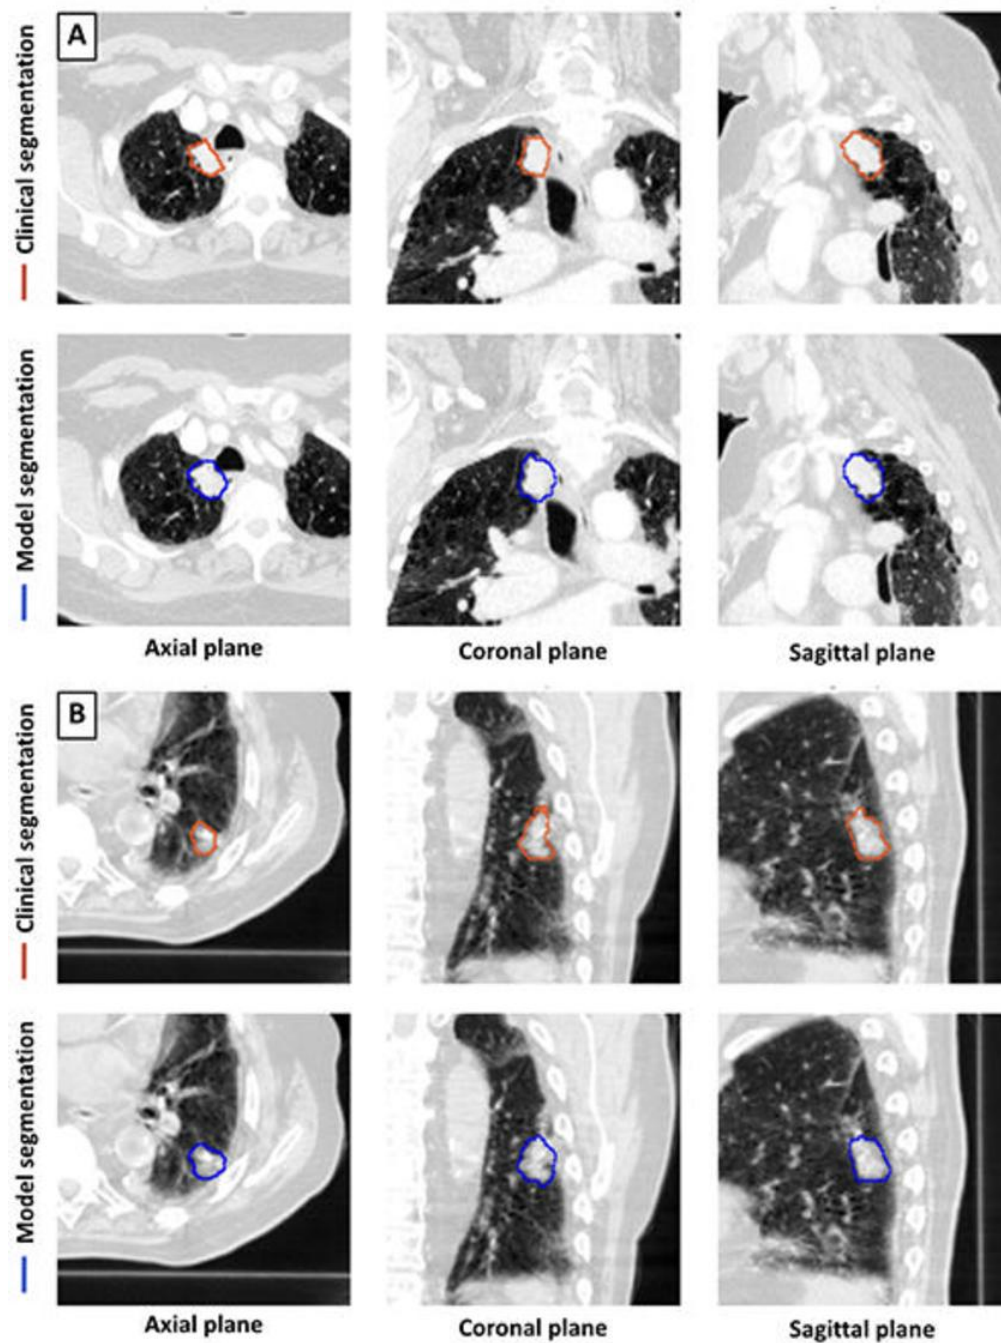 A
Clinical segmentation
Model segmentation
Axial plane
Coronal plane
Sagittal plane
B
Clinical segmentation
Model segmentation
Axial plane
Coronal plane
Sagittal plane